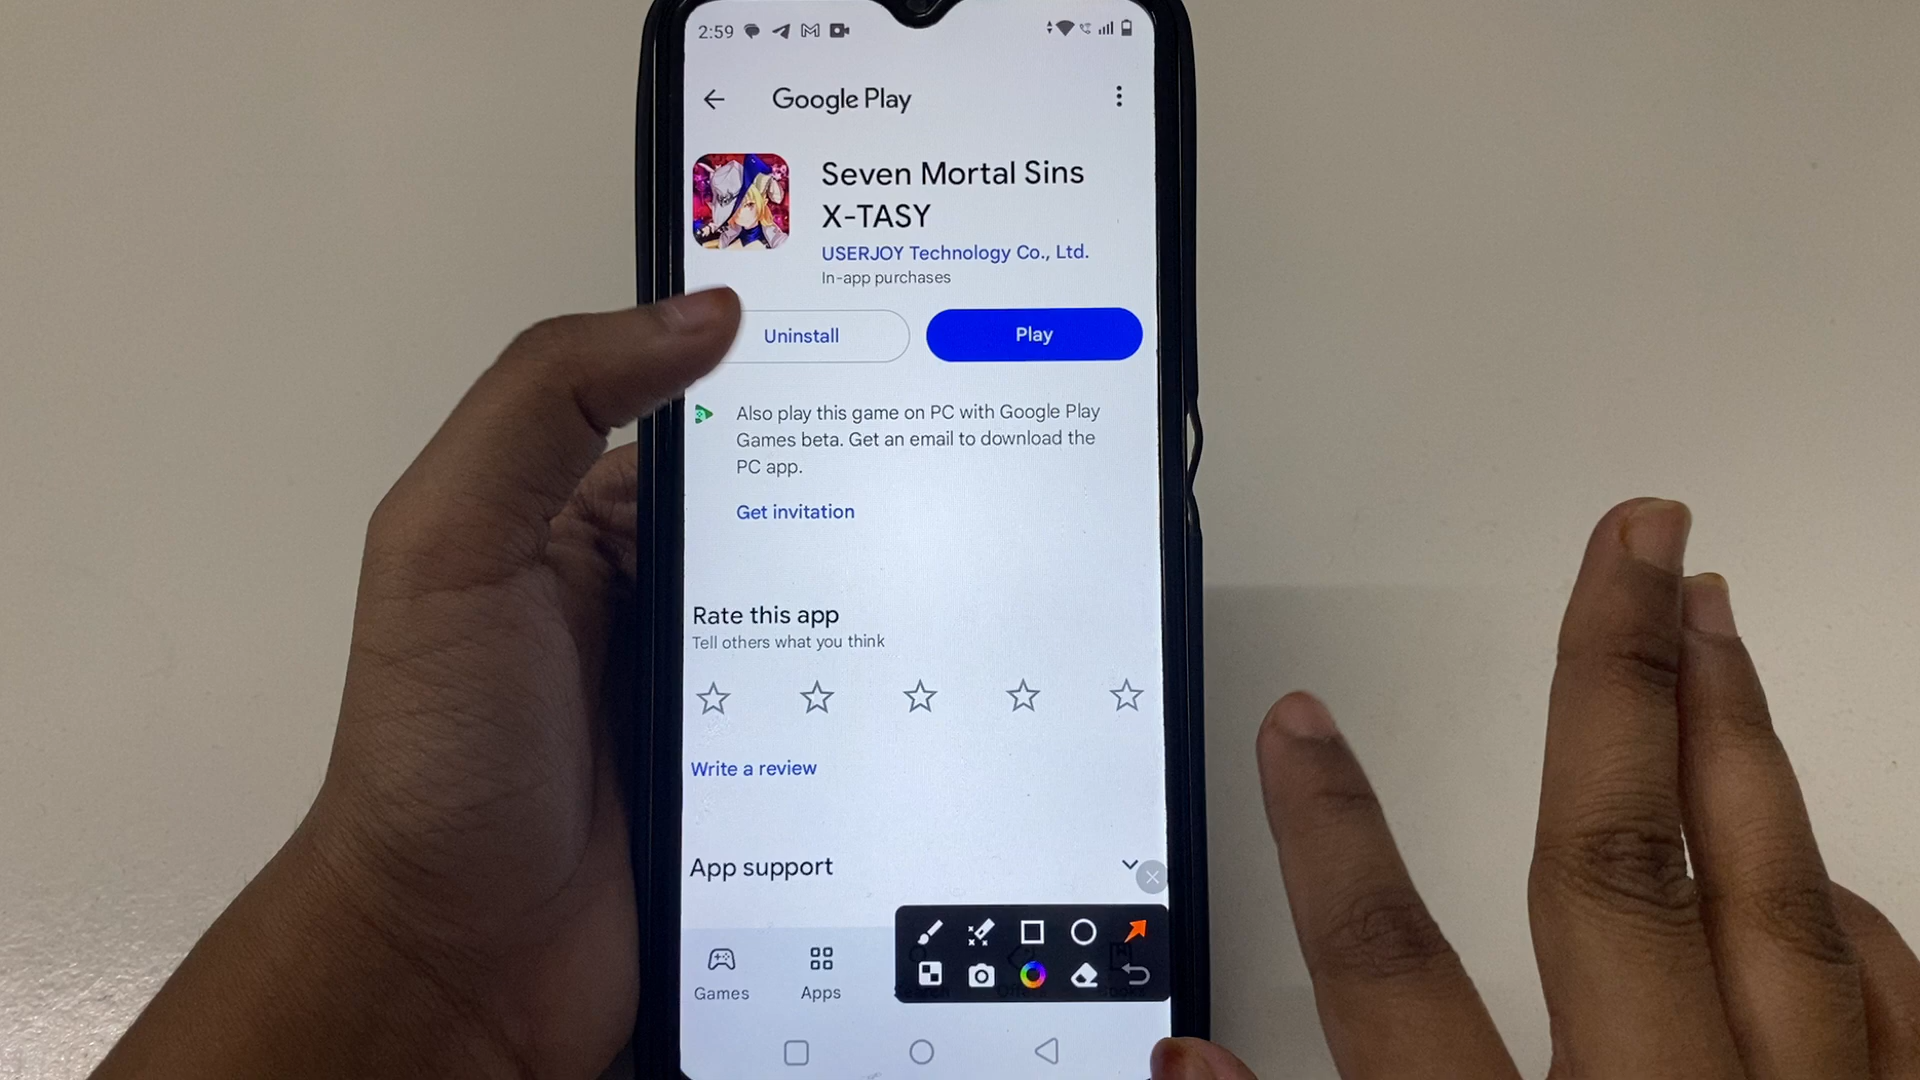 2:59
Google Play
Seven Mortal Sins
X-TASY
USERJOY Technology Co., Ltd.
In-app purchases
Uninstall
Play
Also play this game on PC with Google Play
Games beta. Get an email to download the
PC app.
Get invitation
Rate this app
Tell others what you think
Write a review
App support
Games
Apps